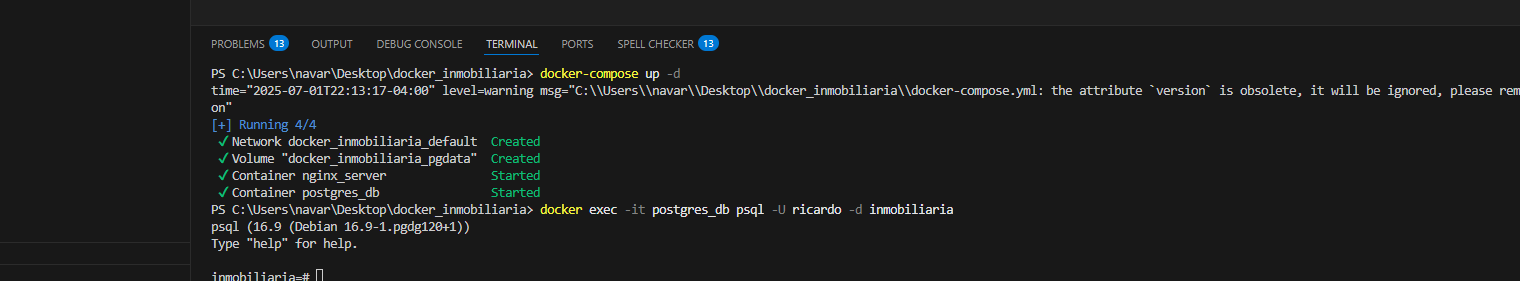 PROBLEMS 13 OUTPUT DEBUG CONSOLE TERMINAL PORTS SPELL CHECKER 13
PS C:\Users\navar\Desktop\docker_inmobiliaria> docker-compose up -d
time="2025-07-01T22:13:17-04:00" level=warning msg="C:\\Users\\navar\\Desktop\\docker_inmobiliaria\\docker-compose.yml: the attribute `version` is obsolete, it will be ignored, please rem
on"
[+] Running 4/4
✔ Network docker_inmobiliaria_default Created
✔ Volume "docker_inmobiliaria_pgdata" Created
✔ Container nginx_server Started
✔ Container postgres_db Started
PS C:\Users\navar\Desktop\docker_inmobiliaria> docker exec -it postgres_db psql -U ricardo -d inmobiliaria
psql (16.9 (Debian 16.9-1.pgdg120+1))
Type "help" for help.
inmobiliaria=#